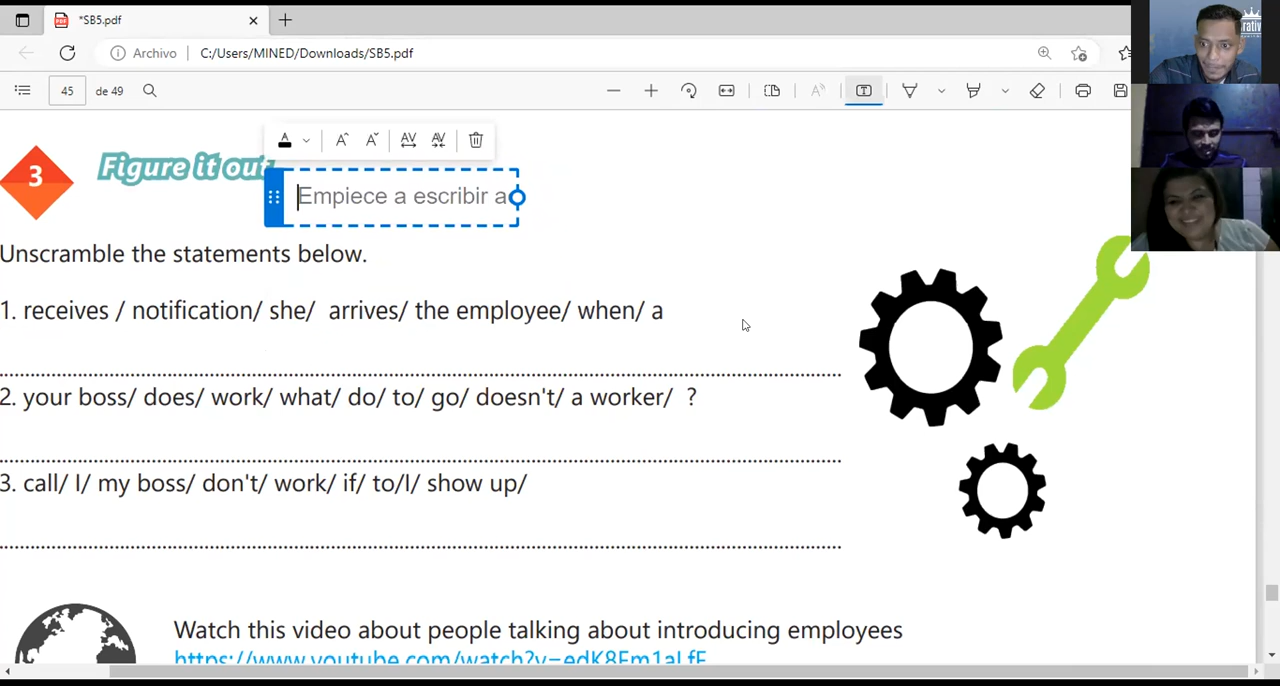 *SB5.pdf
Archivo C:/Users/MINED/Downloads/SB5.pdf
45 de 49
3 Figure it out
Empiece a escribir a
Unscramble the statements below.
1. receives / notification/ she/ arrives/ the employee/ when/ a
2. your boss/ does/ work/ what/ do/ to/ go/ doesn't/ a worker/ ?
3. call/ I/ my boss/ don't/ work/ if/ to/I/ show up/
Watch this video about people talking about introducing employees